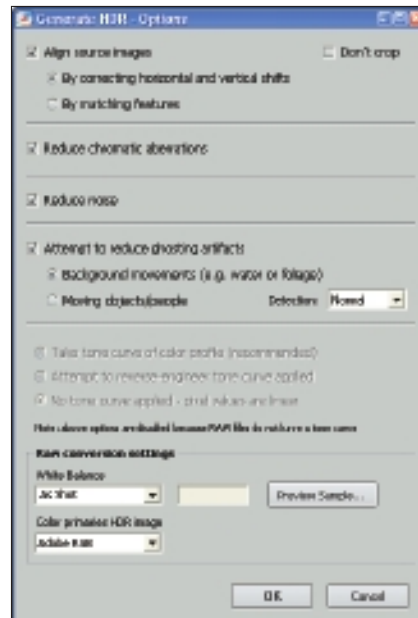 Generate HDR - Options
Align source images
Don't crop
By correcting horizontal and vertical shifts
By matching features
Reduce chromatic aberrations
Reduce noise
Attempt to reduce ghosting artifacts
Background movements (e.g. water or foliage)
Moving objects/people
Detection: Normal
Take tone curve of color profile (recommended)
Attempt to reverse-engineer tone curve applied
No tone curve applied - pixel values are linear
Note: above options are disabled because RAW files do not have a tone curve
Raw conversion settings
White Balance
As Shot
Preview Sample...
Color primaries HDR image
Adobe RGB
OK
Cancel